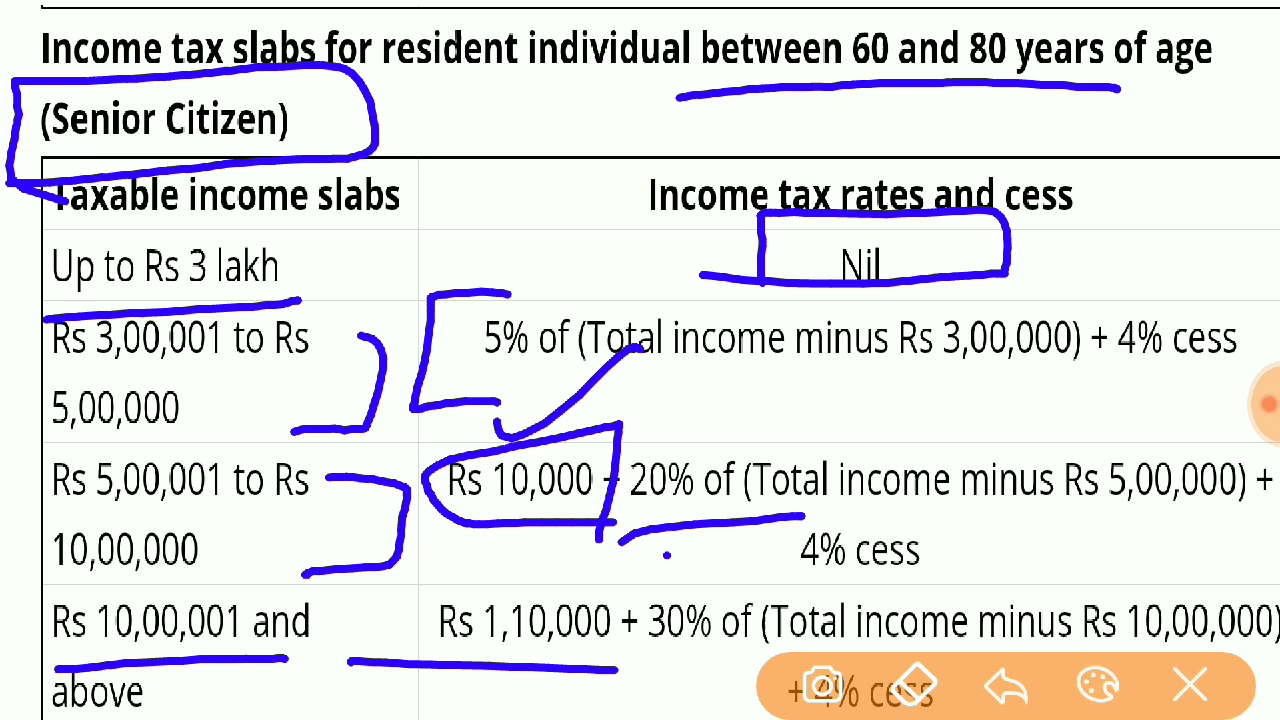 Income tax slabs for resident individual between 60 and 80 years of age
(Senior Citizen)
Taxable income slabs Income tax rates and cess
Up to Rs 3 lakh Nil
Rs 3,00,001 to Rs 5% of (Total income minus Rs 3,00,000) + 4% cess
5,00,000
Rs 5,00,001 to Rs Rs 10,000 + 20% of (Total income minus Rs 5,00,000) +
10,00,000 4% cess
Rs 10,00,001 and Rs 1,10,000 + 30% of (Total income minus Rs 10,00,000)
above + 4% cess